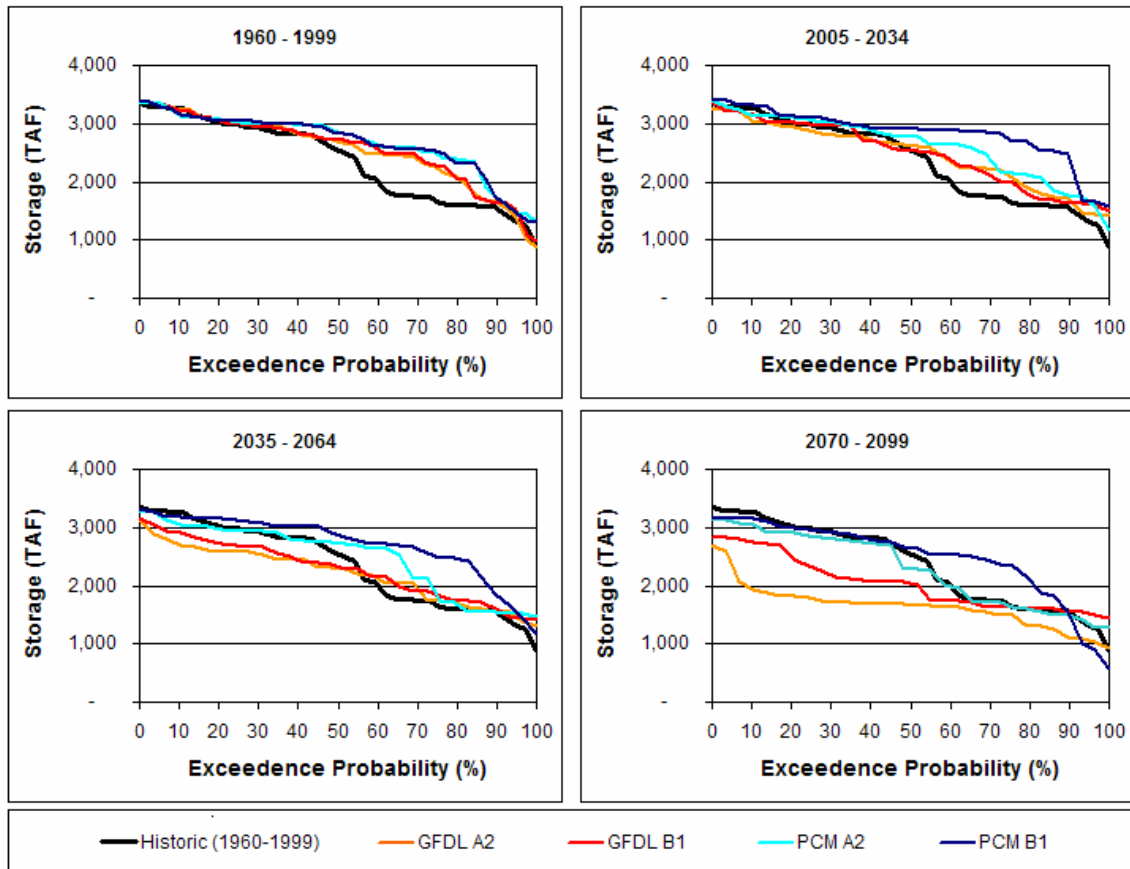 1960 - 1999
Storage (TAF)
4,000
3,000
2,000
1,000
-
0 10 20 30 40 50 60 70 80 90 100
Exceedence Probability (%)
2005 - 2034
Storage (TAF)
4,000
3,000
2,000
1,000
-
0 10 20 30 40 50 60 70 80 90 100
Exceedence Probability (%)
2035 - 2064
Storage (TAF)
4,000
3,000
2,000
1,000
-
0 10 20 30 40 50 60 70 80 90 100
Exceedence Probability (%)
2070 - 2099
Storage (TAF)
4,000
3,000
2,000
1,000
-
0 10 20 30 40 50 60 70 80 90 100
Exceedence Probability (%)
Historic (1960-1999) GFDL A2 GFDL B1 PCM A2 PCM B1